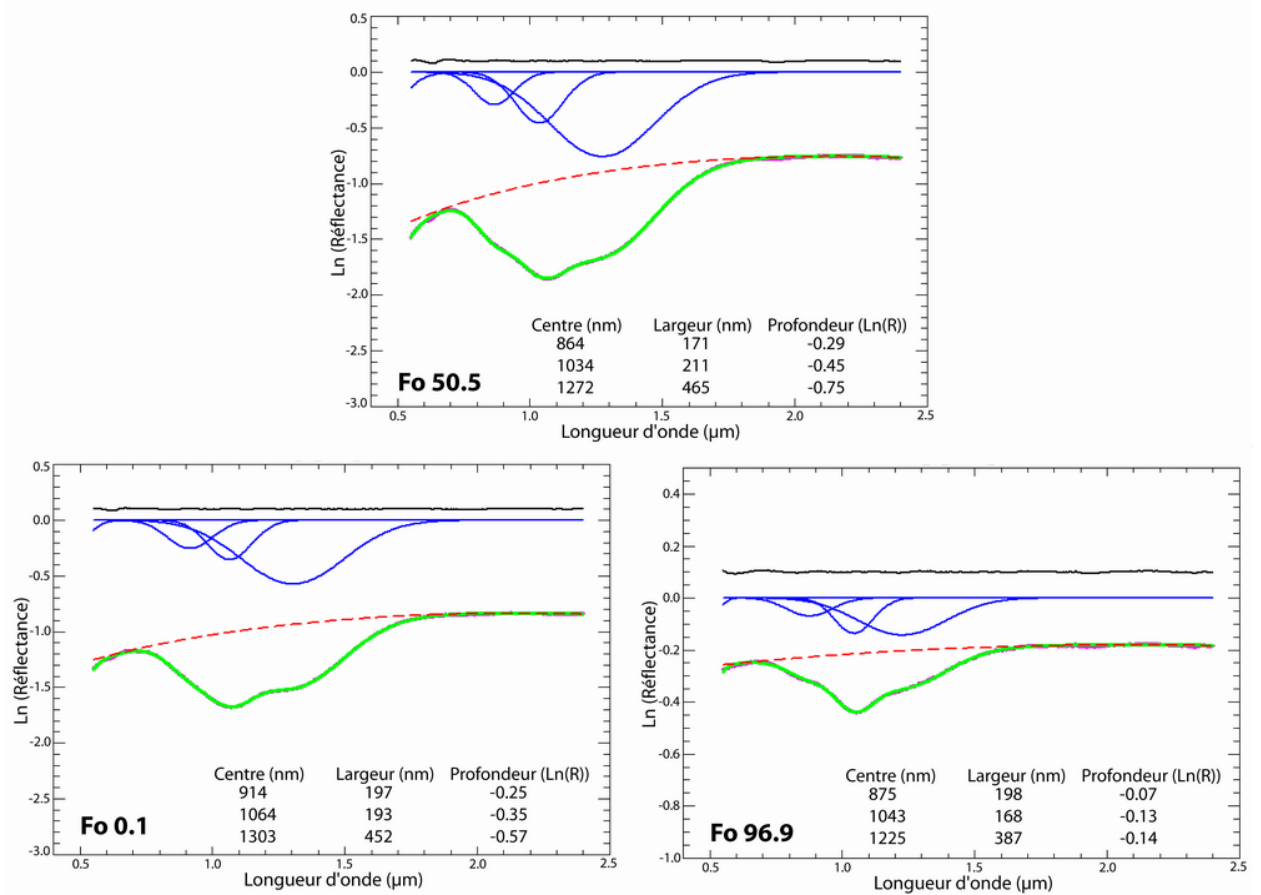 0.5
0.0
-0.5
-1.0
-1.5
-2.0
-2.5
-3.0
Ln (Réflectance)
Centre (nm) Largeur (nm) Profondeur (Ln(R))
864 171 -0.29
1034 211 -0.45
1272 465 -0.75
Fo 50.5
0.5 1.0 1.5 2.0 2.5
Longueur d'onde (µm)
0.5
0.0
-0.5
-1.0
-1.5
-2.0
-2.5
-3.0
Ln (Réflectance)
Centre (nm) Largeur (nm) Profondeur (Ln(R))
914 197 -0.25
1064 193 -0.35
1303 452 -0.57
Fo 0.1
0.5 1.0 1.5 2.0 2.5
Longueur d'onde (µm)
0.4
0.2
0.0
-0.2
-0.4
-0.6
-0.8
-1.0
Ln (Réflectance)
Centre (nm) Largeur (nm) Profondeur (Ln(R))
875 198 -0.07
1043 168 -0.13
1225 387 -0.14
Fo 96.9
0.5 1.0 1.5 2.0 2.5
Longueur d'onde (µm)